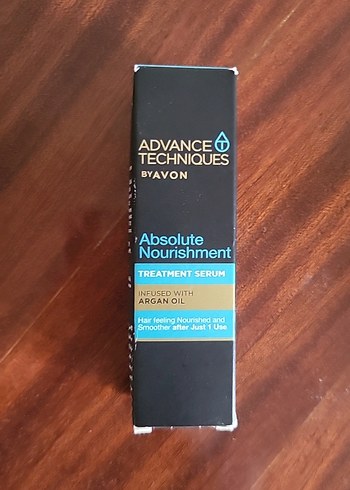 ADVANCE
TECHNIQUES
BY AVON
Absolute
Nourishment
TREATMENT SERUM
INFUSED WITH
ARGAN OIL
Hair feeling Nourished and
Smoother after Just 1 Use